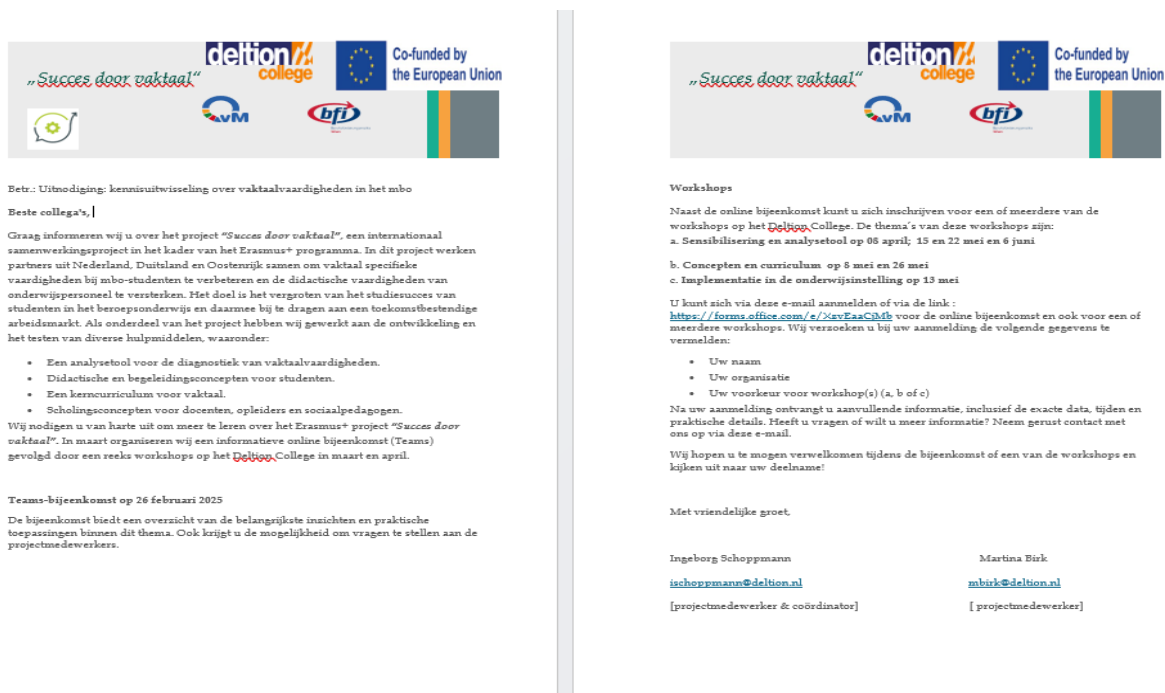 „Succes door vaktaal“
deltion
college
Co-funded by
the European Union
QvM
bfi
Betr.: Uitnodiging: kennisuitwisseling over vaktaalvaardigheden in het mbo
Beste collega's,
Graag informeren wij u over het project “Succes door vaktaal”, een internationaal
samenwerkingsproject in het kader van het Erasmus+ programma. In dit project werken
partners uit Nederland, Duitsland en Oostenrijk samen om vaktaal specifieke
vaardigheden bij mbo-studenten te verbeteren en de didactische vaardigheden van
onderwijspersoneel te versterken. Het doel is het vergroten van het studiesucces van
studenten in het beroepsonderwijs en daarmee bij te dragen aan een toekomstbestendige
arbeidsmarkt. Als onderdeel van het project hebben wij gewerkt aan de ontwikkeling en
het testen van diverse hulpmiddelen, waaronder:
• Een analysetool voor de diagnostiek van vaktaalvaardigheden.
• Didactische en begeleidingsconcepten voor studenten.
• Een kerncurriculum voor vaktaal.
• Scholingsconcepten voor docenten, opleiders en sociaalpedagogen.
Wij nodigen u van harte uit om meer te leren over het Erasmus+ project “Succes door
vaktaal”. In maart organiseren wij een informatieve online bijeenkomst (Teams)
gevolgd door een reeks workshops op het Deltion College in maart en april.
Teams-bijeenkomst op 26 februari 2025
De bijeenkomst biedt een overzicht van de belangrijkste inzichten en praktische
toepassingen binnen dit thema. Ook krijgt u de mogelijkheid om vragen te stellen aan de
projectmedewerkers.
„Succes door vaktaal“
deltion
college
Co-funded by
the European Union
QvM
bfi
Workshops
Naast de online bijeenkomst kunt u zich inschrijven voor een of meerdere van de
workshops op het Deltion College. De thema's van deze workshops zijn:
a. Sensibilisering en analysetool op 08 april; 15 en 22 mei en 6 juni
b. Concepten en curriculum op 8 mei en 26 mei
c. Implementatie in de onderwijsinstelling op 13 mei
U kunt zich via deze e-mail aanmelden of via de link :
https://forms.office.com/e/XzvEaaCjMb voor de online bijeenkomst en ook voor een of
meerdere workshops. Wij verzoeken u bij uw aanmelding de volgende gegevens te
vermelden:
• Uw naam
• Uw organisatie
• Uw voorkeur voor workshop(s) (a, b of c)
Na uw aanmelding ontvangt u aanvullende informatie, inclusief de exacte data, tijden en
praktische details. Heeft u vragen of wilt u meer informatie? Neem gerust contact met
ons op via deze e-mail.
Wij hopen u te mogen verwelkomen tijdens de bijeenkomst of een van de workshops en
kijken uit naar uw deelname!
Met vriendelijke groet,
Ingeborg Schoppmann Martina Birk
ischoppmann@deltion.nl mbirk@deltion.nl
[projectmedewerker & coördinator] [ projectmedewerker]